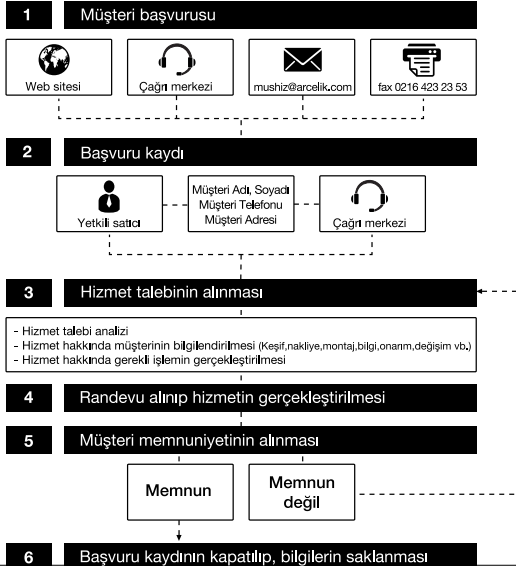 1 Müşteri başvurusu
Web sitesi
Çağrı merkezi
mushiz@arcelik.com
fax 0216 423 23 53
2 Başvuru kaydı
Yetkili satıcı
Müşteri Adı, Soyadı
Müşteri Telefonu
Müşteri Adresi
Çağrı merkezi
3 Hizmet talebinin alınması
- Hizmet talebi analizi
- Hizmet hakkında müşterinin bilgilendirilmesi (Keşif,nakliye,montaj,bilgi,onarım,değişim vb.)
- Hizmet hakkında gerekli işlemin gerçekleştirilmesi
4 Randevu alınıp hizmetin gerçekleştirilmesi
5 Müşteri memnuniyetinin alınması
Memnun
Memnun
değil
6 Başvuru kaydının kapatılıp, bilgilerin saklanması